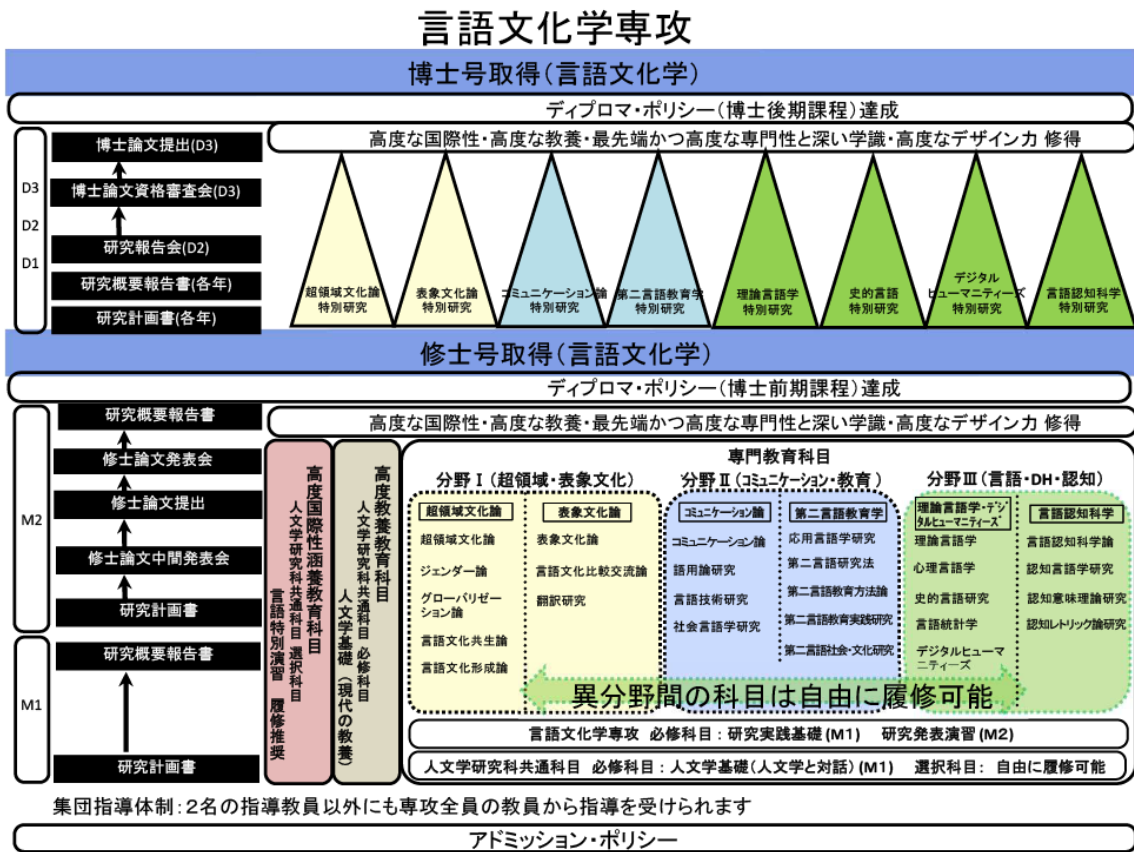 言語文化学専攻
博士号取得(言語文化学)
ディプロマ・ポリシー(博士後期課程)達成
高度な国際性・高度な教養・最先端かつ高度な専門性と深い学識・高度なデザイン力 修得
D3
D2
D1
博士論文提出(D3)
博士論文資格審査会(D3)
研究報告会(D2)
研究概要報告書(各年)
研究計画書(各年)
超領域文化論
特別研究
表象文化論
特別研究
コミュニケーション論
特別研究
第二言語教育学
特別研究
理論言語学
特別研究
史的言語
特別研究
デジタル
ヒューマニティーズ
特別研究
言語認知科学
特別研究
修士号取得(言語文化学)
ディプロマ・ポリシー(博士前期課程)達成
高度な国際性・高度な教養・最先端かつ高度な専門性と深い学識・高度なデザイン力 修得
M2
研究概要報告書
修士論文発表会
修士論文提出
修士論文中間発表会
研究計画書
M1
研究概要報告書
研究計画書
高度国際性涵養教育科目
人文学研究科共通科目 選択科目
言語特別演習 履修推奨
高度教養教育科目
人文学研究科共通科目 必修科目
人文学基礎(現代の教養)
専門教育科目
分野Ⅰ(超領域・表象文化)
超領域文化論
超領域文化論
ジェンダー論
グローバリゼー
ション論
言語文化共生論
言語文化形成論
表象文化論
表象文化論
言語文化比較交流論
翻訳研究
分野Ⅱ(コミュニケーション・教育)
コミュニケーション論
コミュニケーション論
語用論研究
言語技術研究
社会言語学研究
第二言語教育学
応用言語学研究
第二言語研究法
第二言語教育方法論
第二言語教育実践研究
第二言語社会・文化研究
分野Ⅲ(言語・DH・認知)
理論言語学・デジ
タルヒューマニティーズ
理論言語学
心理言語学
史的言語研究
言語統計学
デジタルヒューマ
ニティーズ
言語認知科学
言語認知科学論
認知言語学研究
認知意味理論研究
認知レトリック論研究
異分野間の科目は自由に履修可能
言語文化学専攻 必修科目:研究実践基礎(M1) 研究発表演習(M2)
人文学研究科共通科目 必修科目:人文学基礎(人文学と対話)(M1) 選択科目: 自由に履修可能
集団指導体制:2名の指導教員以外にも専攻全員の教員から指導を受けられます
アドミッション・ポリシー